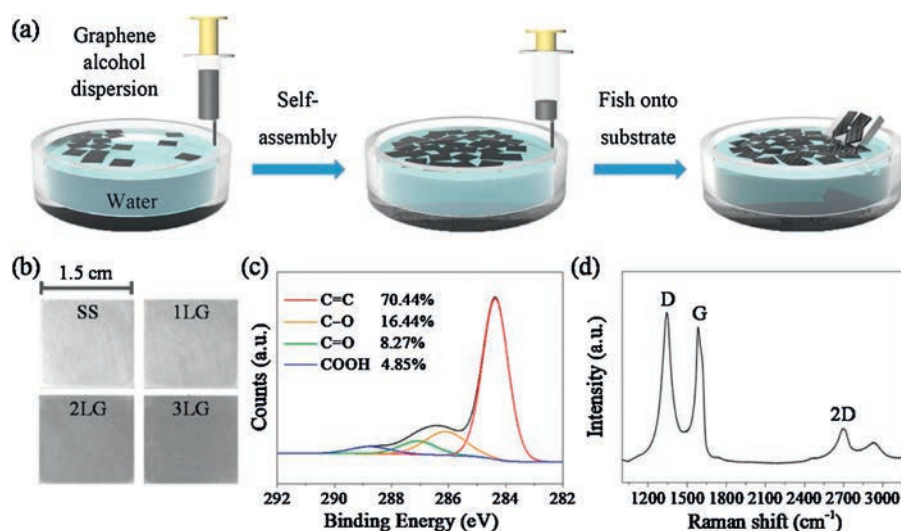 (a)
Graphene
alcohol
dispersion
Self-
assembly
Fish onto
substrate
Water
(b)
1.5 cm
SS
1LG
2LG
3LG
(c)
C=C 70.44%
C–O 16.44%
C=O 8.27%
COOH 4.85%
Counts (a.u.)
292 290 288 286 284 282
Binding Energy (eV)
(d)
D
G
2D
Intensity (a.u.)
1200 1500 1800 2100 2400 2700 3000
Raman shift (cm⁻¹)